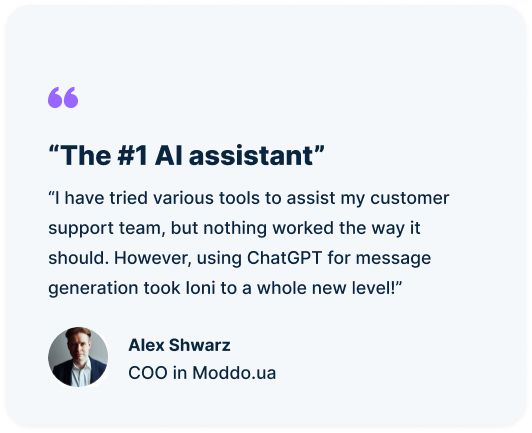 “The #1 AI assistant”
“I have tried various tools to assist my customer
support team, but nothing worked the way it
should. However, using ChatGPT for message
generation took Ioni to a whole new level!”
Alex Shwarz
COO in Moddo.ua